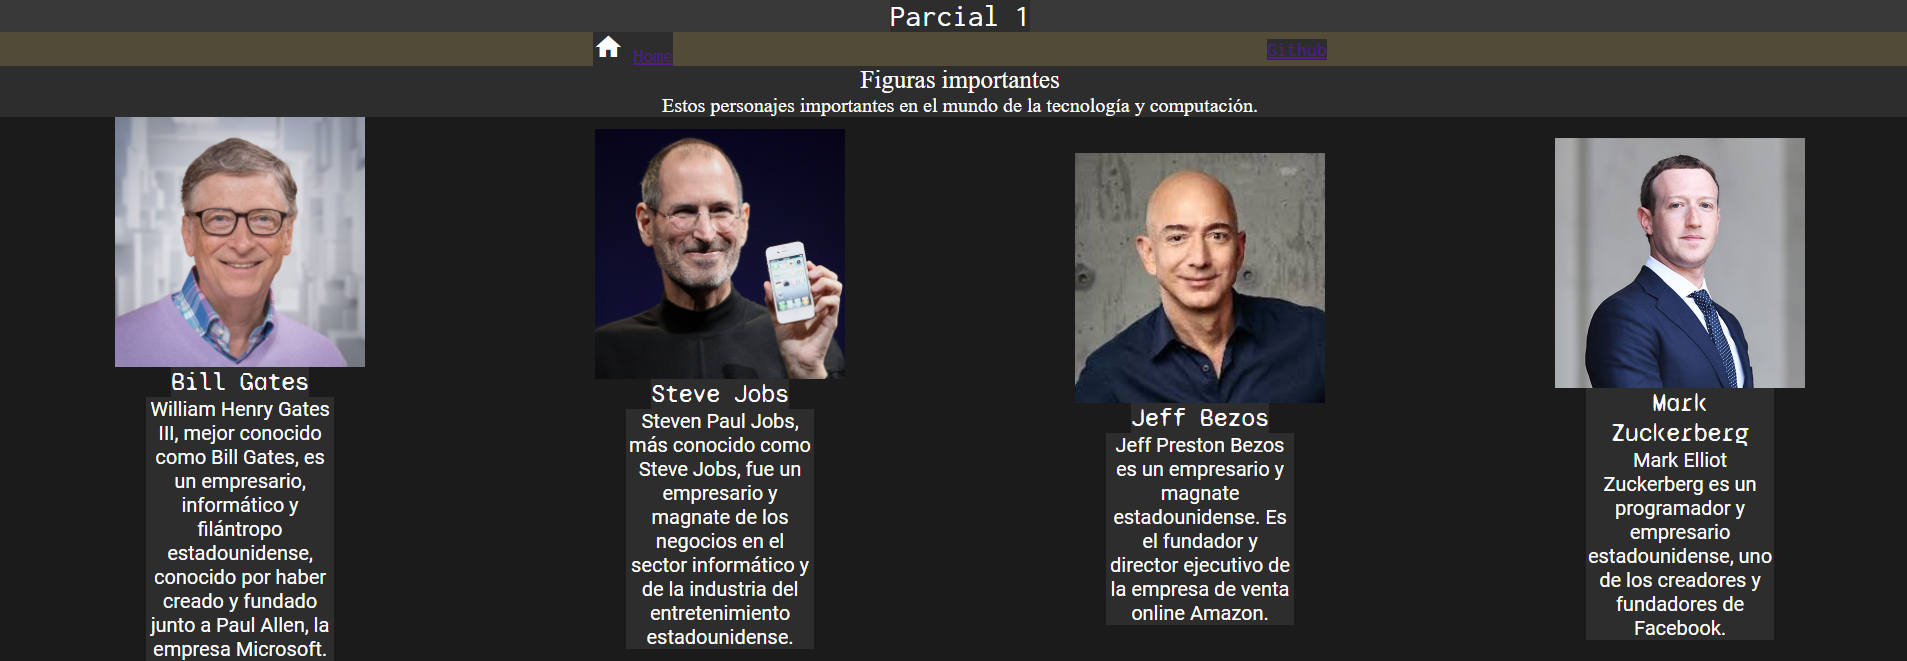 Parcial 1
Home
Github
Figuras importantes
Estos personajes importantes en el mundo de la tecnología y computación.
Bill Gates
William Henry Gates
III, mejor conocido
como Bill Gates, es
un empresario,
informático y
filántropo
estadounidense,
conocido por haber
creado y fundado
junto a Paul Allen, la
empresa Microsoft.
Steve Jobs
Steven Paul Jobs,
más conocido como
Steve Jobs, fue un
empresario y
magnate de los
negocios en el
sector informático y
de la industria del
entretenimiento
estadounidense.
Jeff Bezos
Jeff Preston Bezos
es un empresario y
magnate
estadounidense. Es
el fundador y
director ejecutivo de
la empresa de venta
online Amazon.
Mark
Zuckerberg
Mark Elliot
Zuckerberg es un
programador y
empresario
estadounidense, uno
de los creadores y
fundadores de
Facebook.